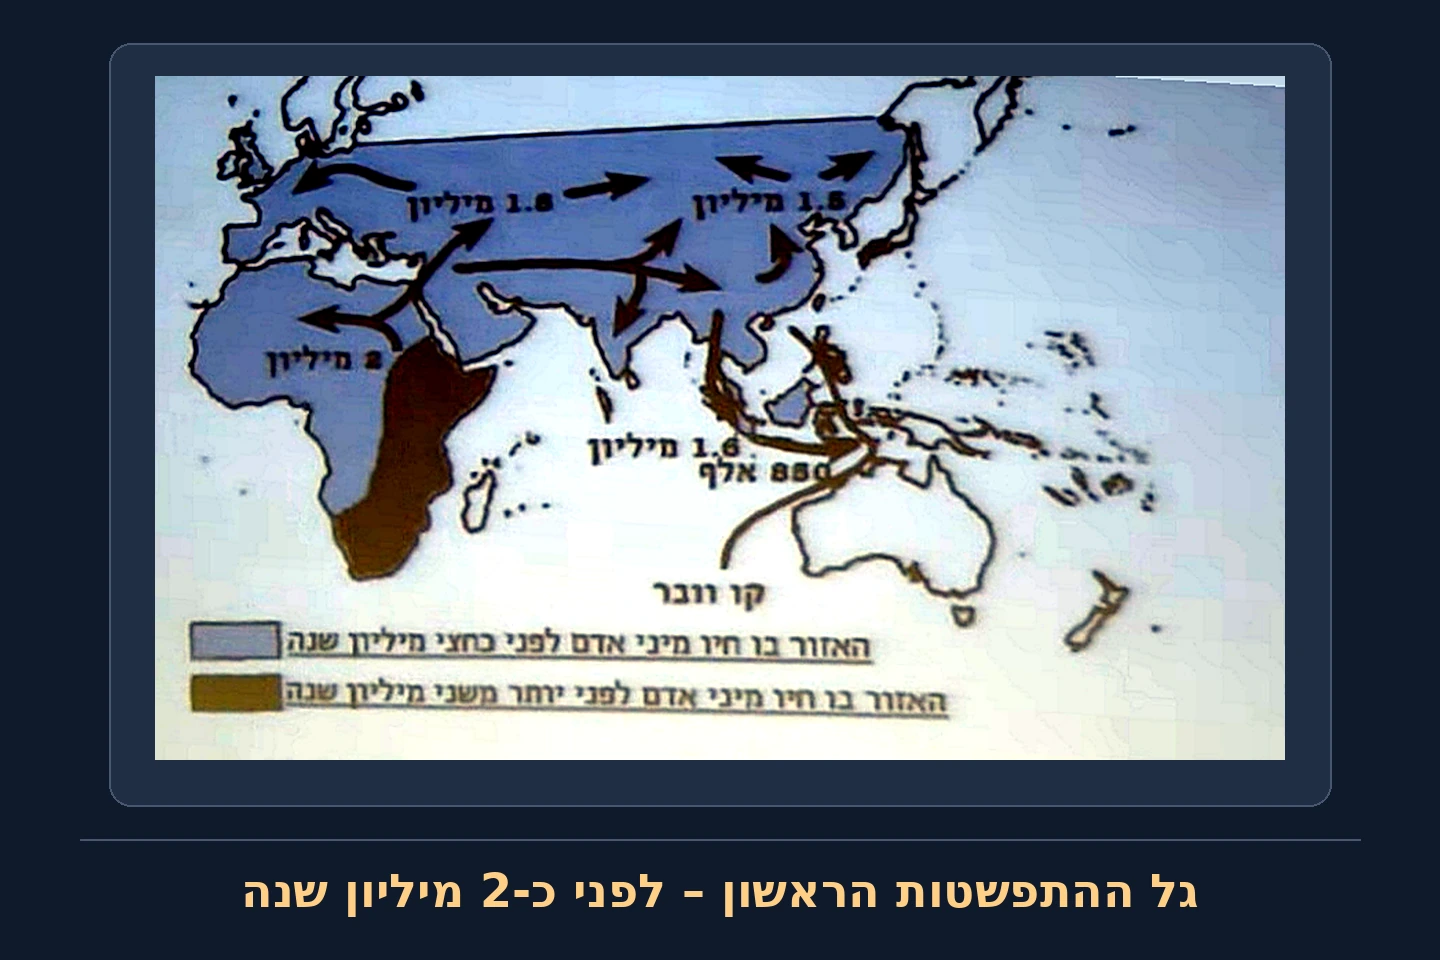 1.8 מיליון
1.8 מיליון
2 מיליון
1.6 מיליון
850 אלף
קו וובר
האזור בו חיו מיני אדם לפני כחצי מיליון שנה
האזור בו חיו מיני אדם לפני יותר משני מיליון שנה
גל ההתפשטות הראשון – לפני כ-2 מיליון שנה